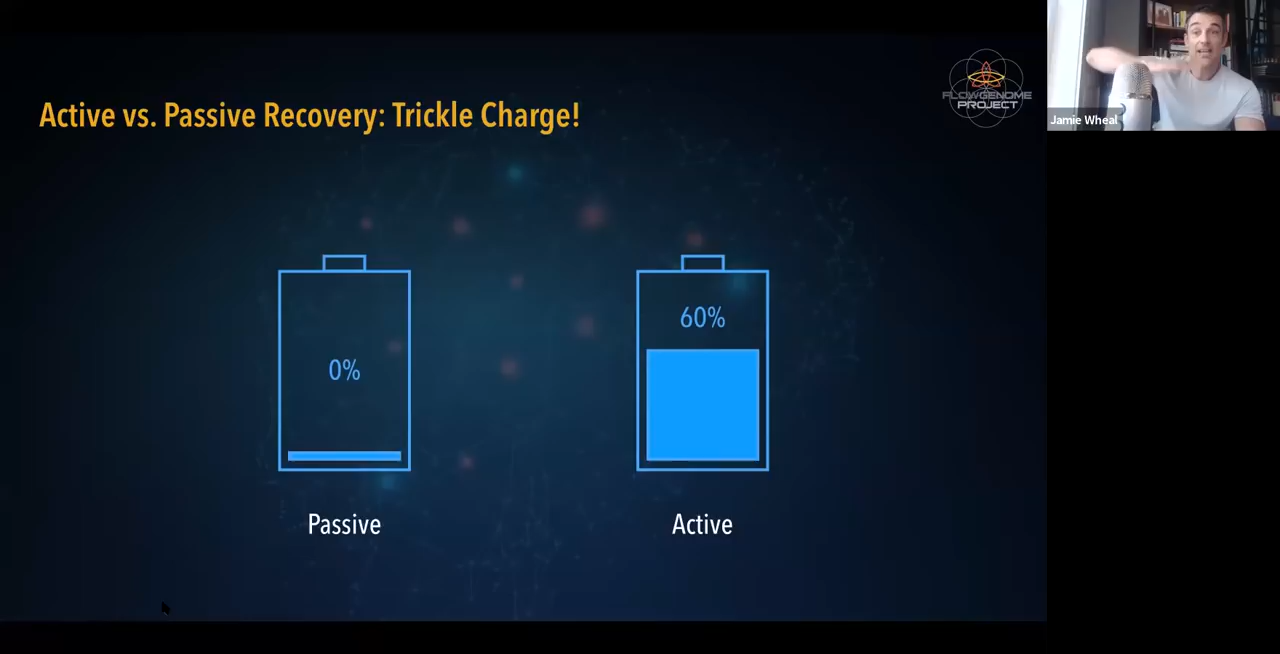 Active vs. Passive Recovery: Trickle Charge!
FLOWGENOME
PROJECT
Jamie Wheal
0%
60%
Passive
Active